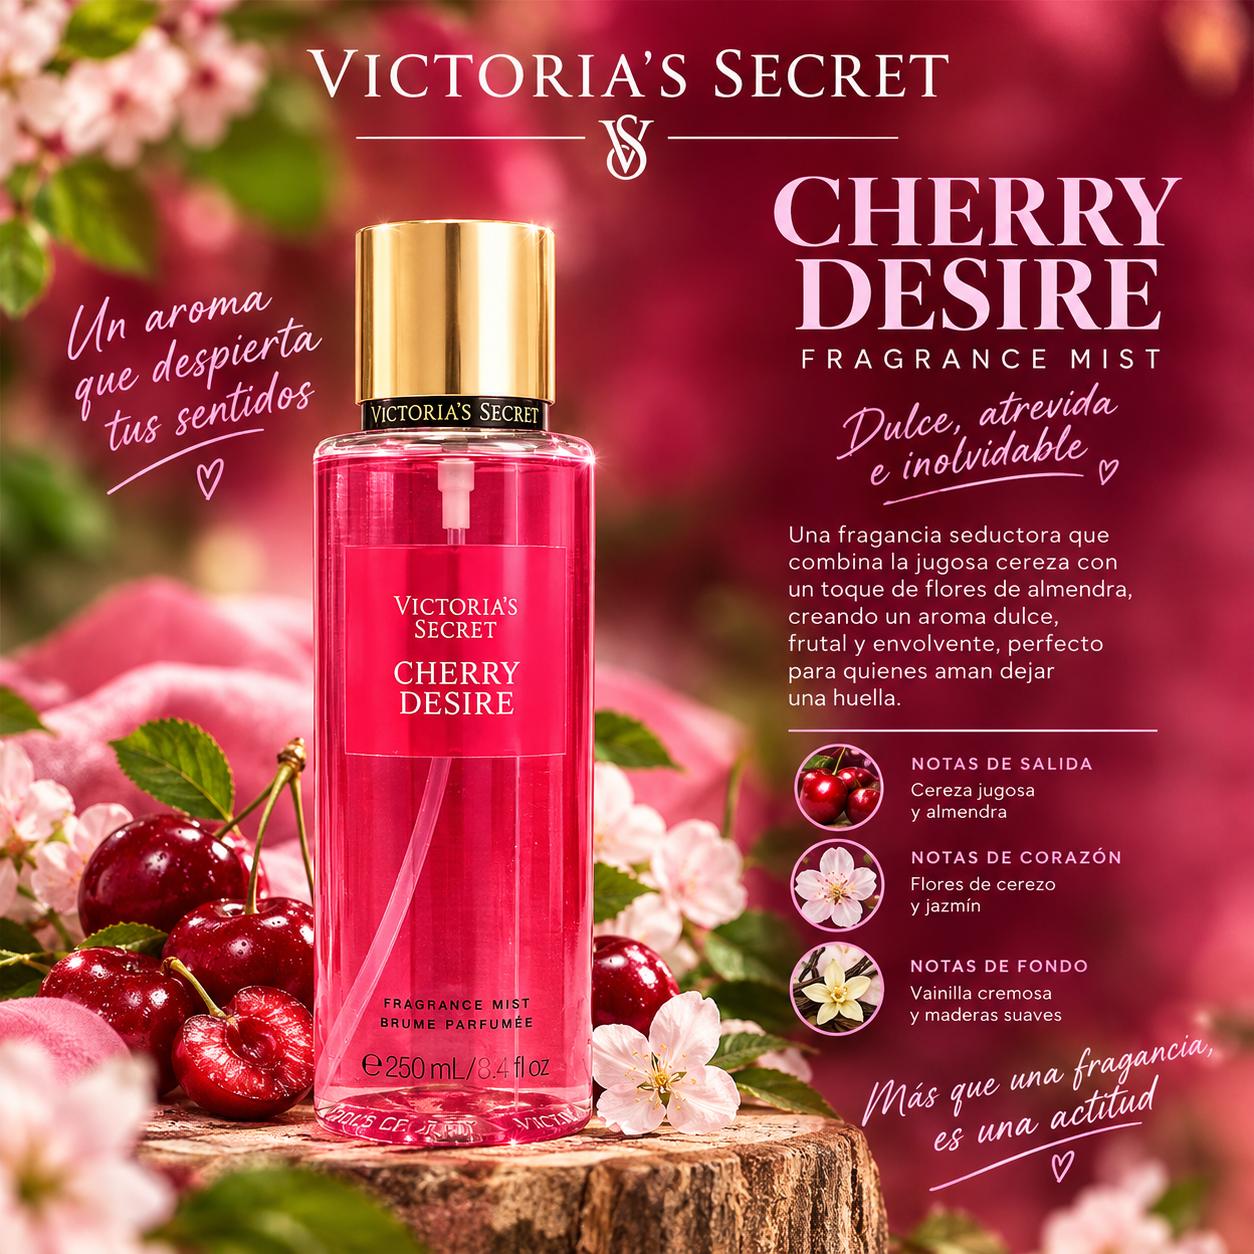 VICTORIA'S SECRET
VS
CHERRY
DESIRE
FRAGRANCE MIST
Dulce, atrevida
e inolvidable
Un aroma
que despierta
tus sentidos
Una fragancia seductora que
combina la jugosa cereza con
un toque de flores de almendra,
creando un aroma dulce,
frutal y envolvente, perfecto
para quienes aman dejar
una huella.
NOTAS DE SALIDA
Cereza jugosa
y almendra
NOTAS DE CORAZÓN
Flores de cerezo
y jazmín
NOTAS DE FONDO
Vainilla cremosa
y maderas suaves
Más que una fragancia,
es una actitud
VICTORIA'S SECRET
VICTORIA'S
SECRET
CHERRY
DESIRE
FRAGRANCE MIST
BRUME PARFUMÉE
℮ 250 mL/8.4 fl oz